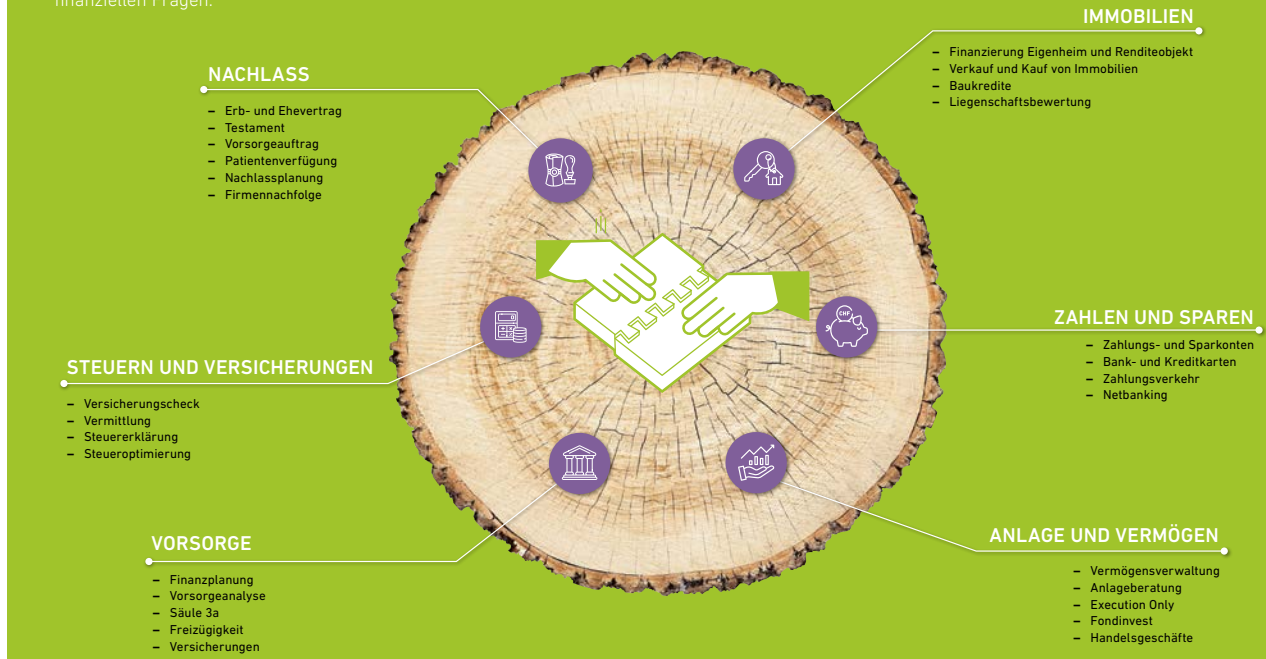 finanziellen Fragen.
IMMOBILIEN
– Finanzierung Eigenheim und Renditeobjekt
– Verkauf und Kauf von Immobilien
– Baukredite
– Liegenschaftsbewertung
NACHLASS
– Erb- und Ehevertrag
– Testament
– Vorsorgeauftrag
– Patientenverfügung
– Nachlassplanung
– Firmennachfolge
ZAHLEN UND SPAREN
– Zahlungs- und Sparkonten
– Bank- und Kreditkarten
– Zahlungsverkehr
– Netbanking
CHF
STEUERN UND VERSICHERUNGEN
– Versicherungscheck
– Vermittlung
– Steuererklärung
– Steueroptimierung
VORSORGE
– Finanzplanung
– Vorsorgeanalyse
– Säule 3a
– Freizügigkeit
– Versicherungen
ANLAGE UND VERMÖGEN
– Vermögensverwaltung
– Anlageberatung
– Execution Only
– Fondinvest
– Handelsgeschäfte